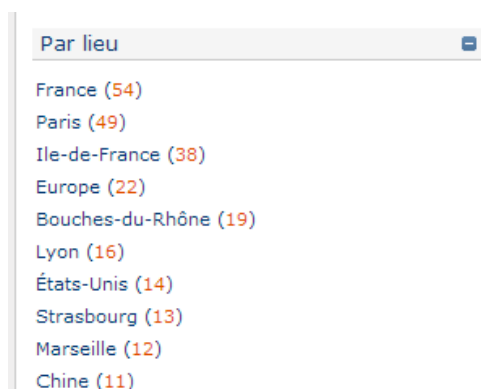 Par lieu
France (54)
Paris (49)
Ile-de-France (38)
Europe (22)
Bouches-du-Rhône (19)
Lyon (16)
États-Unis (14)
Strasbourg (13)
Marseille (12)
Chine (11)